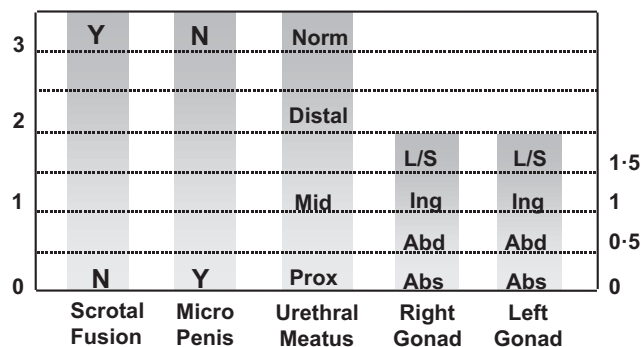 3 Y N Norm
2 Distal
L/S L/S 1·5
1 Mid Ing Ing 1
Abd Abd 0·5
0 N Y Prox Abs Abs 0
Scrotal Micro Urethral Right Left
Fusion Penis Meatus Gonad Gonad